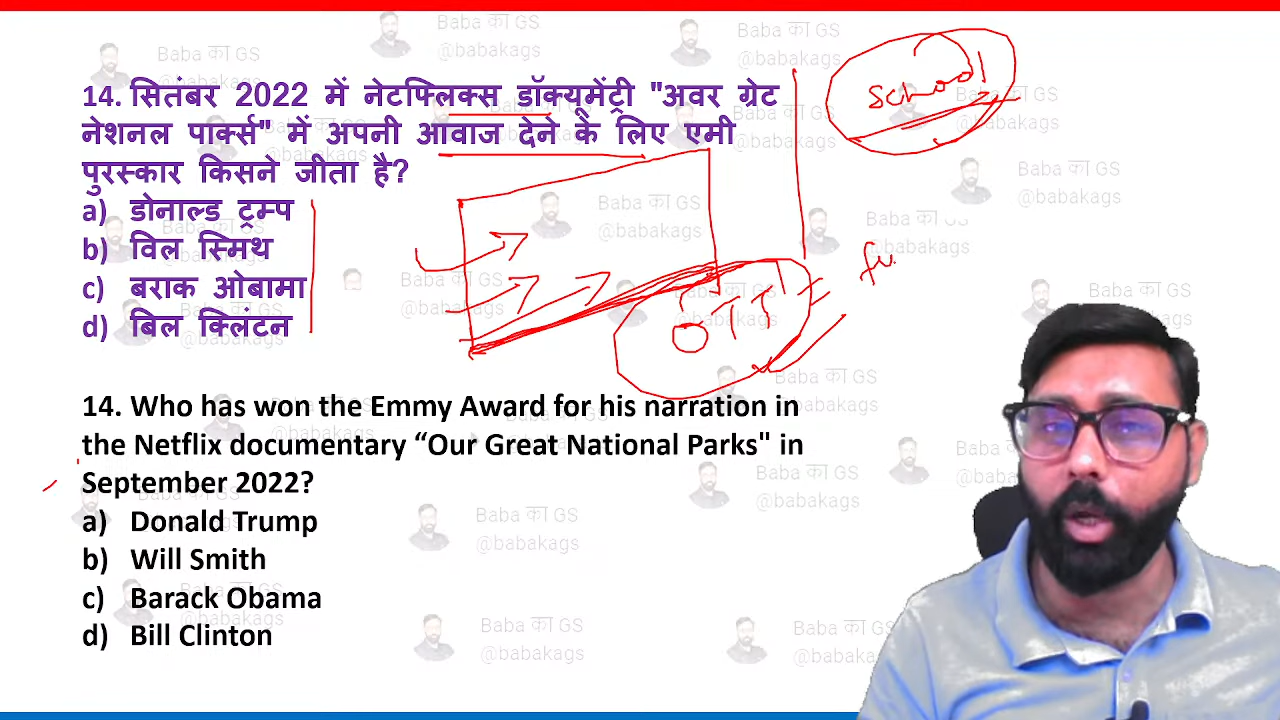 14. सितंबर 2022 में नेटफ्लिक्स डॉक्यूमेंट्री "अवर ग्रेट
नेशनल पार्क्स" में अपनी आवाज देने के लिए एमी
पुरस्कार किसने जीता है?
a) डोनाल्ड ट्रम्प
b) विल स्मिथ
c) बराक ओबामा
d) बिल क्लिंटन
School
OTT
fu
14. Who has won the Emmy Award for his narration in
the Netflix documentary “Our Great National Parks" in
September 2022?
a) Donald Trump
b) Will Smith
c) Barack Obama
d) Bill Clinton
Baba का GS
@babakags